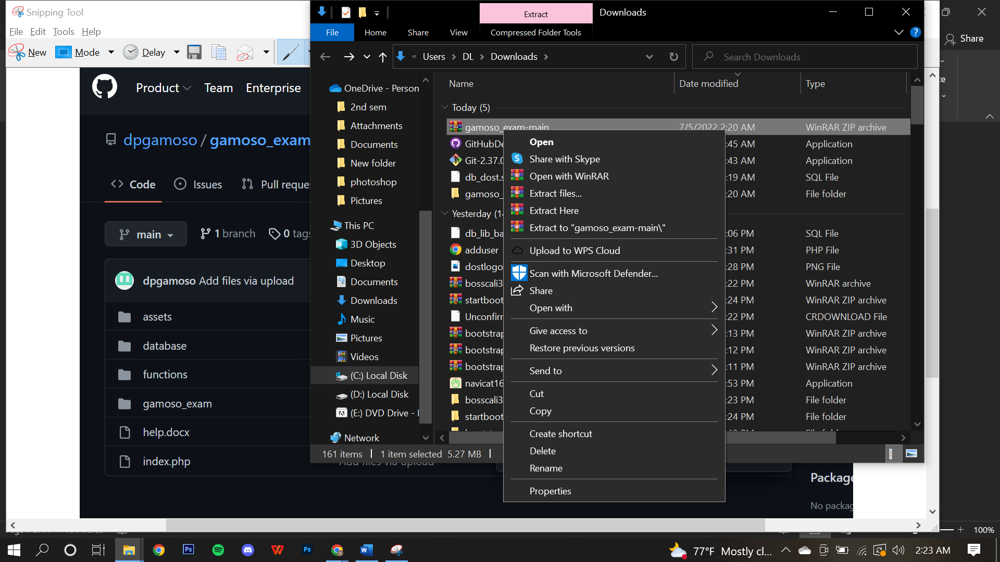 Snipping Tool
File Edit Tools Help
New Mode Delay
Product Team Enterprise
dpgamoso / gamoso_exam
Code Issues Pull reque
main 1 branch 0 tags
dpgamoso Add files via upload
assets
database
functions
gamoso_exam
help.docx
index.php Add files via upload
Extract Downloads
File Home Share View Compressed Folder Tools
« Users DL Downloads
Search Downloads
OneDrive - Person
2nd sem
Attachments
Documents
New folder
photoshop
Pictures
This PC
3D Objects
Desktop
Documents
Downloads
Music
Pictures
Videos
(C:) Local Disk
(D:) Local Disk
(E:) DVD Drive -
Network
Name Date modified Type
Today (5)
gamoso_exam-main 7/5/2022 2:20 AM WinRAR ZIP archive
GitHubDe :45 AM Application
Git-2.37.0 :43 AM Application
db_dost.s :19 AM SQL File
gamoso_ :20 AM File folder
Yesterday (14
db_lib_ba :06 PM SQL File
adduser :31 PM PHP File
dostlogo :28 PM PNG File
bosscali3 :22 PM WinRAR archive
startboot :24 PM WinRAR ZIP archive
Unconfirr :22 PM CRDOWNLOAD File
bootstrap :13 PM WinRAR ZIP archive
bootstrap :12 PM WinRAR ZIP archive
bootstrap :11 PM WinRAR ZIP archive
navicat16 :53 PM Application
bosscali3 :23 PM File folder
startboot :24 PM File folder
Open
Share with Skype
Open with WinRAR
Extract files...
Extract Here
Extract to "gamoso_exam-main\"
Upload to WPS Cloud
Scan with Microsoft Defender...
Share
Open with
Give access to
Restore previous versions
Send to
Cut
Copy
Create shortcut
Delete
Rename
Properties
161 items 1 item selected 5.27 MB
Share
Package
No packag
100%
77°F Mostly cl...
2:23 AM